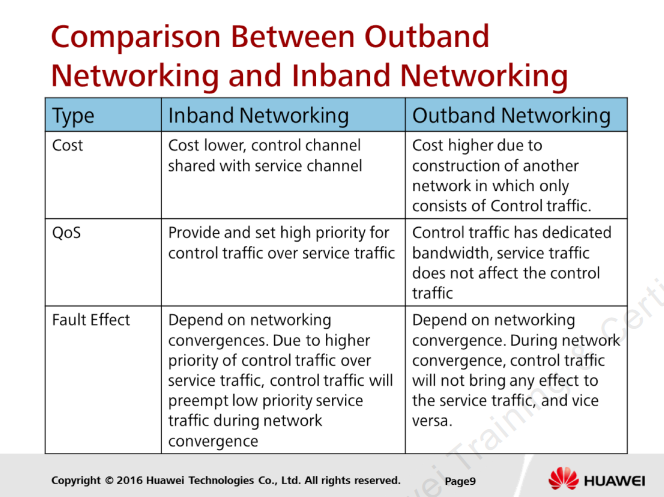 Comparison Between Outband
Networking and Inband Networking
Type
Inband Networking
Outband Networking
Cost
Cost lower, control channel
shared with service channel
Cost higher due to
construction of another
network in which only
consists of Control traffic.
QoS
Provide and set high priority for
control traffic over service traffic
Control traffic has dedicated
bandwidth, service traffic
does not affect the control
traffic
Fault Effect
Depend on networking
convergences. Due to higher
priority of control traffic over
service traffic, control traffic will
preempt low priority service
traffic during network
convergence
Depend on networking
convergence. During network
convergence, control traffic
will not bring any effect to
the service traffic, and vice
versa.
ei Training & Certi
Copyright © 2016 Huawei Technologies Co., Ltd. All rights reserved.
Page9
HUAWEI